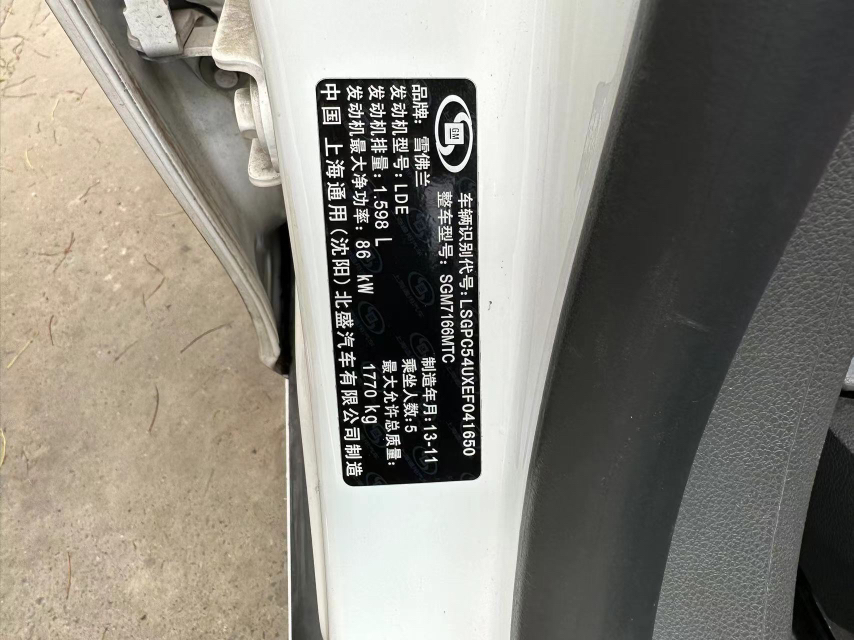 GM
车辆识别代号:LSGPC54UXEF041650
整车型号:SGM7166MTC
品牌: 雪佛兰 制造年月:13-11
发动机型号:LDE 乘坐人数:5
发动机排量:1.598 L 最大允许总质量:
发动机最大净功率: 86 kW 1770 kg
中国 上海通用(沈阳)北盛汽车有限公司制造